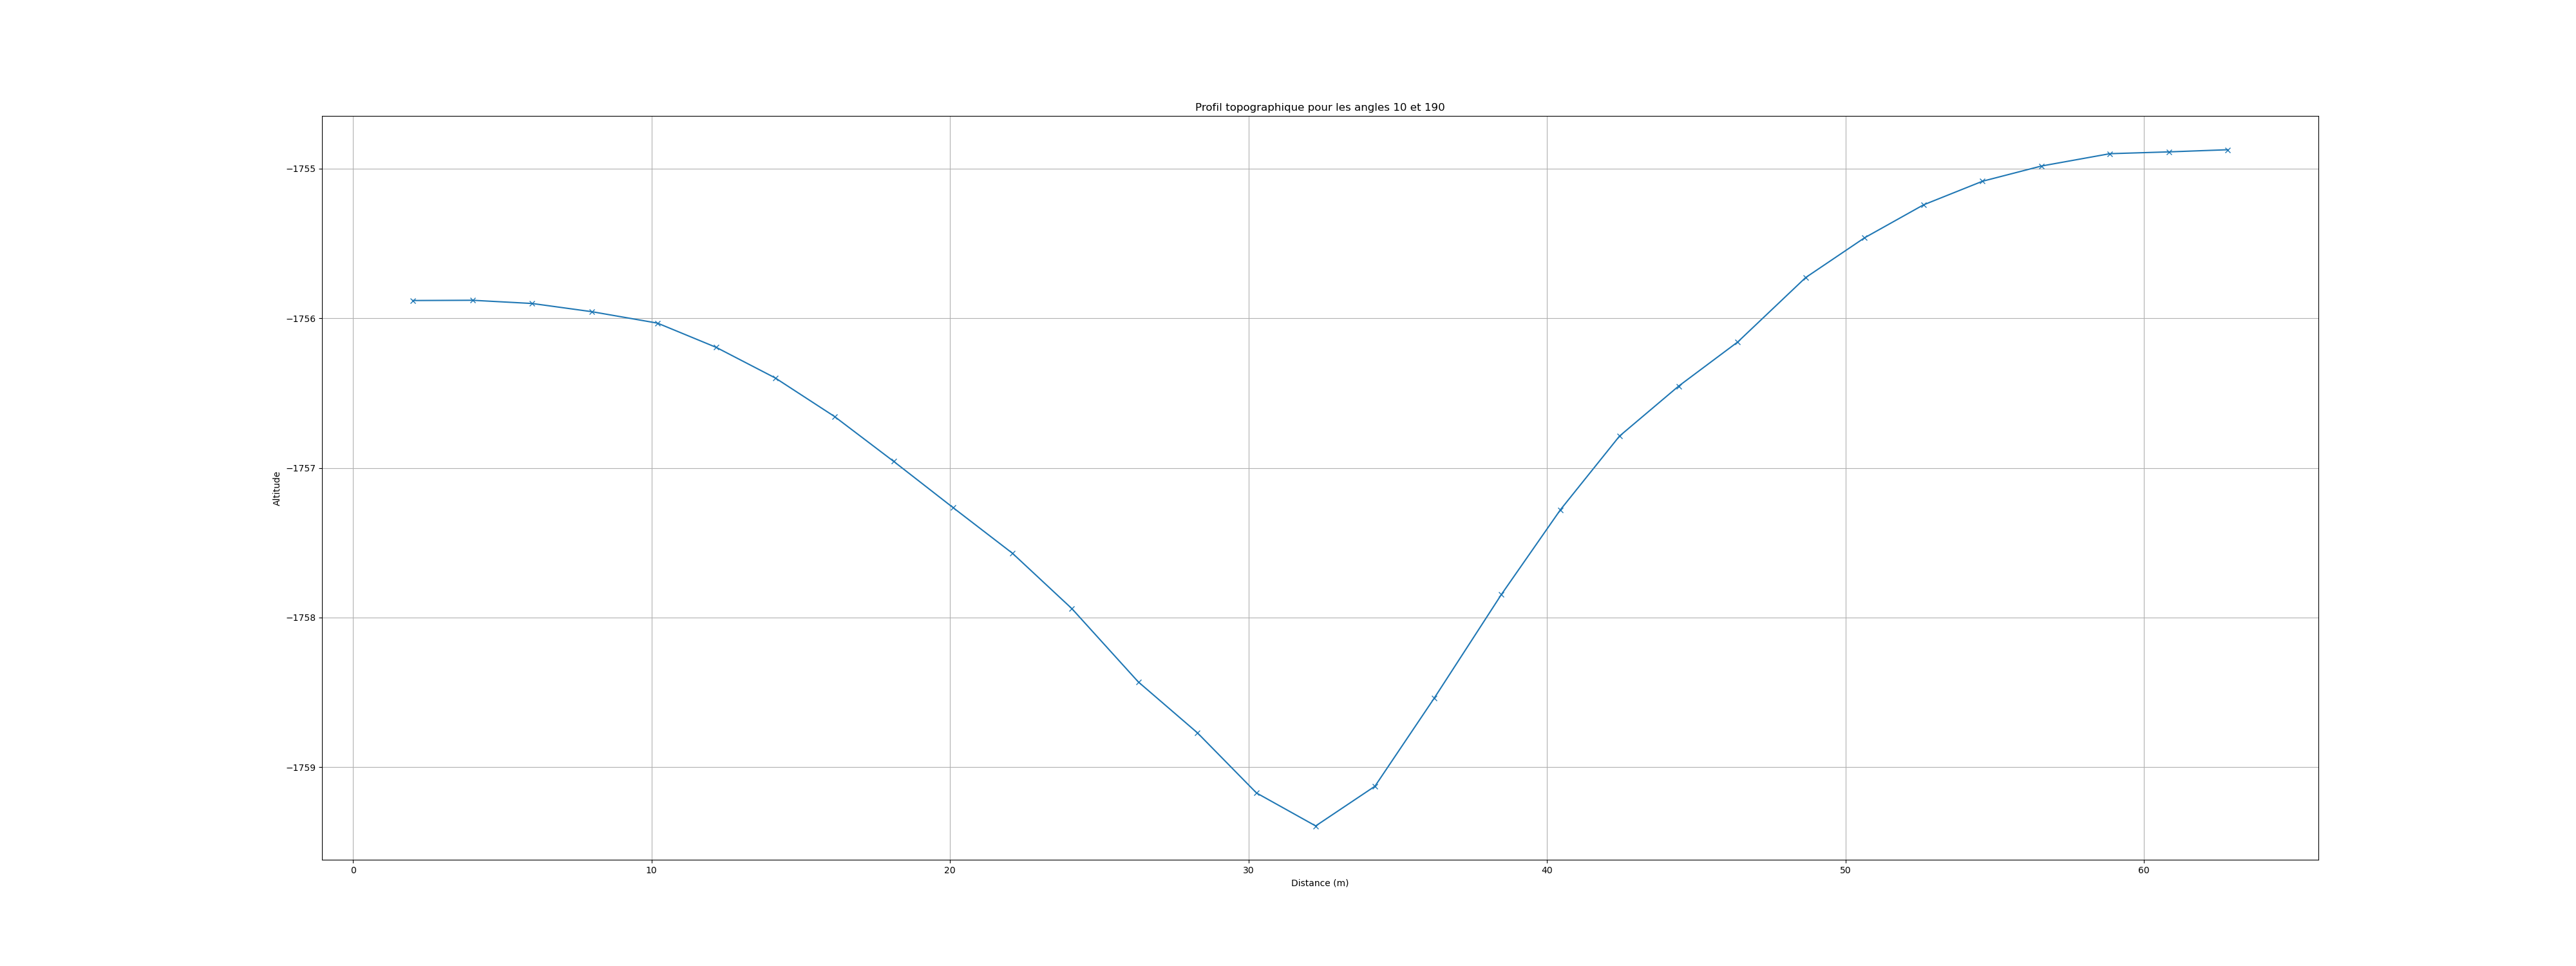 Profil topographique pour les angles 10 et 190
−1755
−1756
−1757
−1758
−1759
Altitude
0 10 20 30 40 50 60
Distance (m)